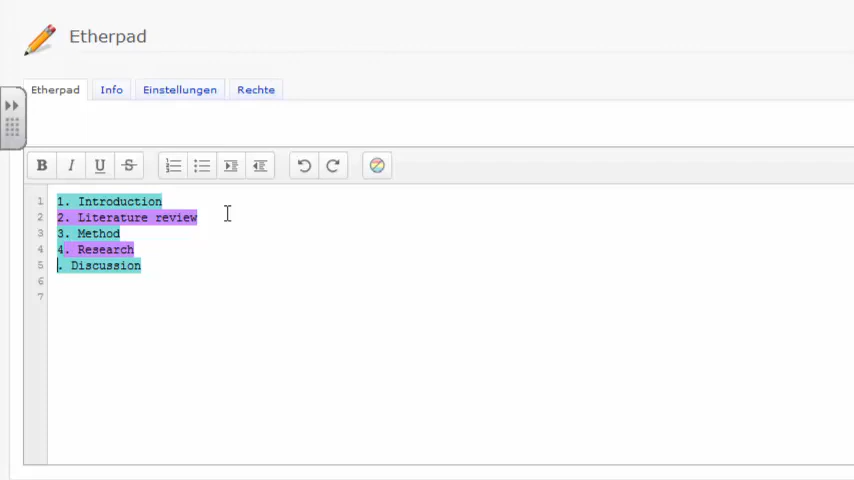 Etherpad
Etherpad Info Einstellungen Rechte
B I U S
1 1. Introduction
2 2. Literature review
3 3. Method
4 4. Research
5 . Discussion
6
7